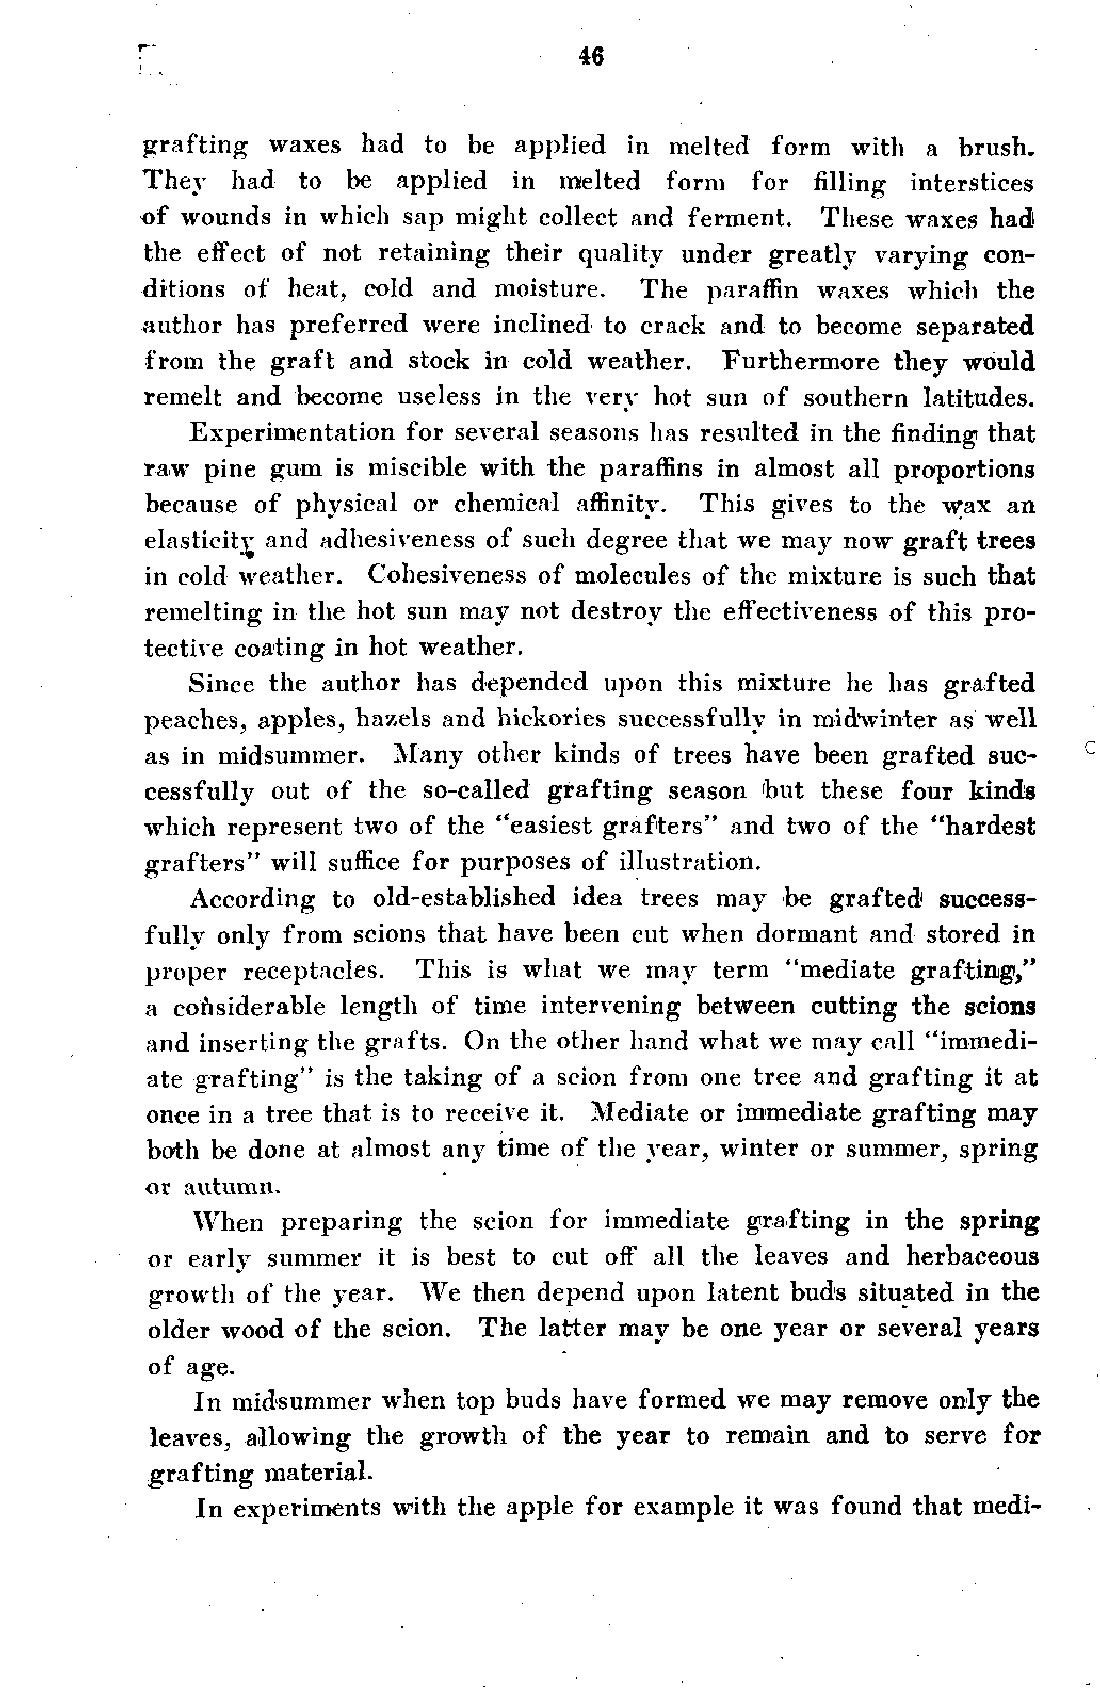 46
grafting waxes had to be applied in melted form with a brush.
They had to be applied in melted form for filling interstices
of wounds in which sap might collect and ferment. These waxes had
the effect of not retaining their quality under greatly varying con-
ditions of heat, cold and moisture. The paraffin waxes which the
author has preferred were inclined to crack and to become separated
from the graft and stock in cold weather. Furthermore they would
remelt and become useless in the very hot sun of southern latitudes.
Experimentation for several seasons has resulted in the finding that
raw pine gum is miscible with the paraffins in almost all proportions
because of physical or chemical affinity. This gives to the wax an
elasticity and adhesiveness of such degree that we may now graft trees
in cold weather. Cohesiveness of molecules of the mixture is such that
remelting in the hot sun may not destroy the effectiveness of this pro-
tective coating in hot weather.
Since the author has depended upon this mixture he has grafted
peaches, apples, hazels and hickories successfully in midwinter as well
as in midsummer. Many other kinds of trees have been grafted suc-
cessfully out of the so-called grafting season but these four kinds
which represent two of the "easiest grafters" and two of the "hardest
grafters" will suffice for purposes of illustration.
According to old-established idea trees may be grafted success-
fully only from scions that have been cut when dormant and stored in
proper receptacles. This is what we may term "mediate grafting,"
a considerable length of time intervening between cutting the scions
and inserting the grafts. On the other hand what we may call "immedi-
ate grafting" is the taking of a scion from one tree and grafting it at
once in a tree that is to receive it. Mediate or immediate grafting may
both be done at almost any time of the year, winter or summer, spring
or autumn.
When preparing the scion for immediate grafting in the spring
or early summer it is best to cut off all the leaves and herbaceous
growth of the year. We then depend upon latent buds situated in the
older wood of the scion. The latter may be one year or several years
of age.
In midsummer when top buds have formed we may remove only the
leaves, allowing the growth of the year to remain and to serve for
grafting material.
In experiments with the apple for example it was found that medi-